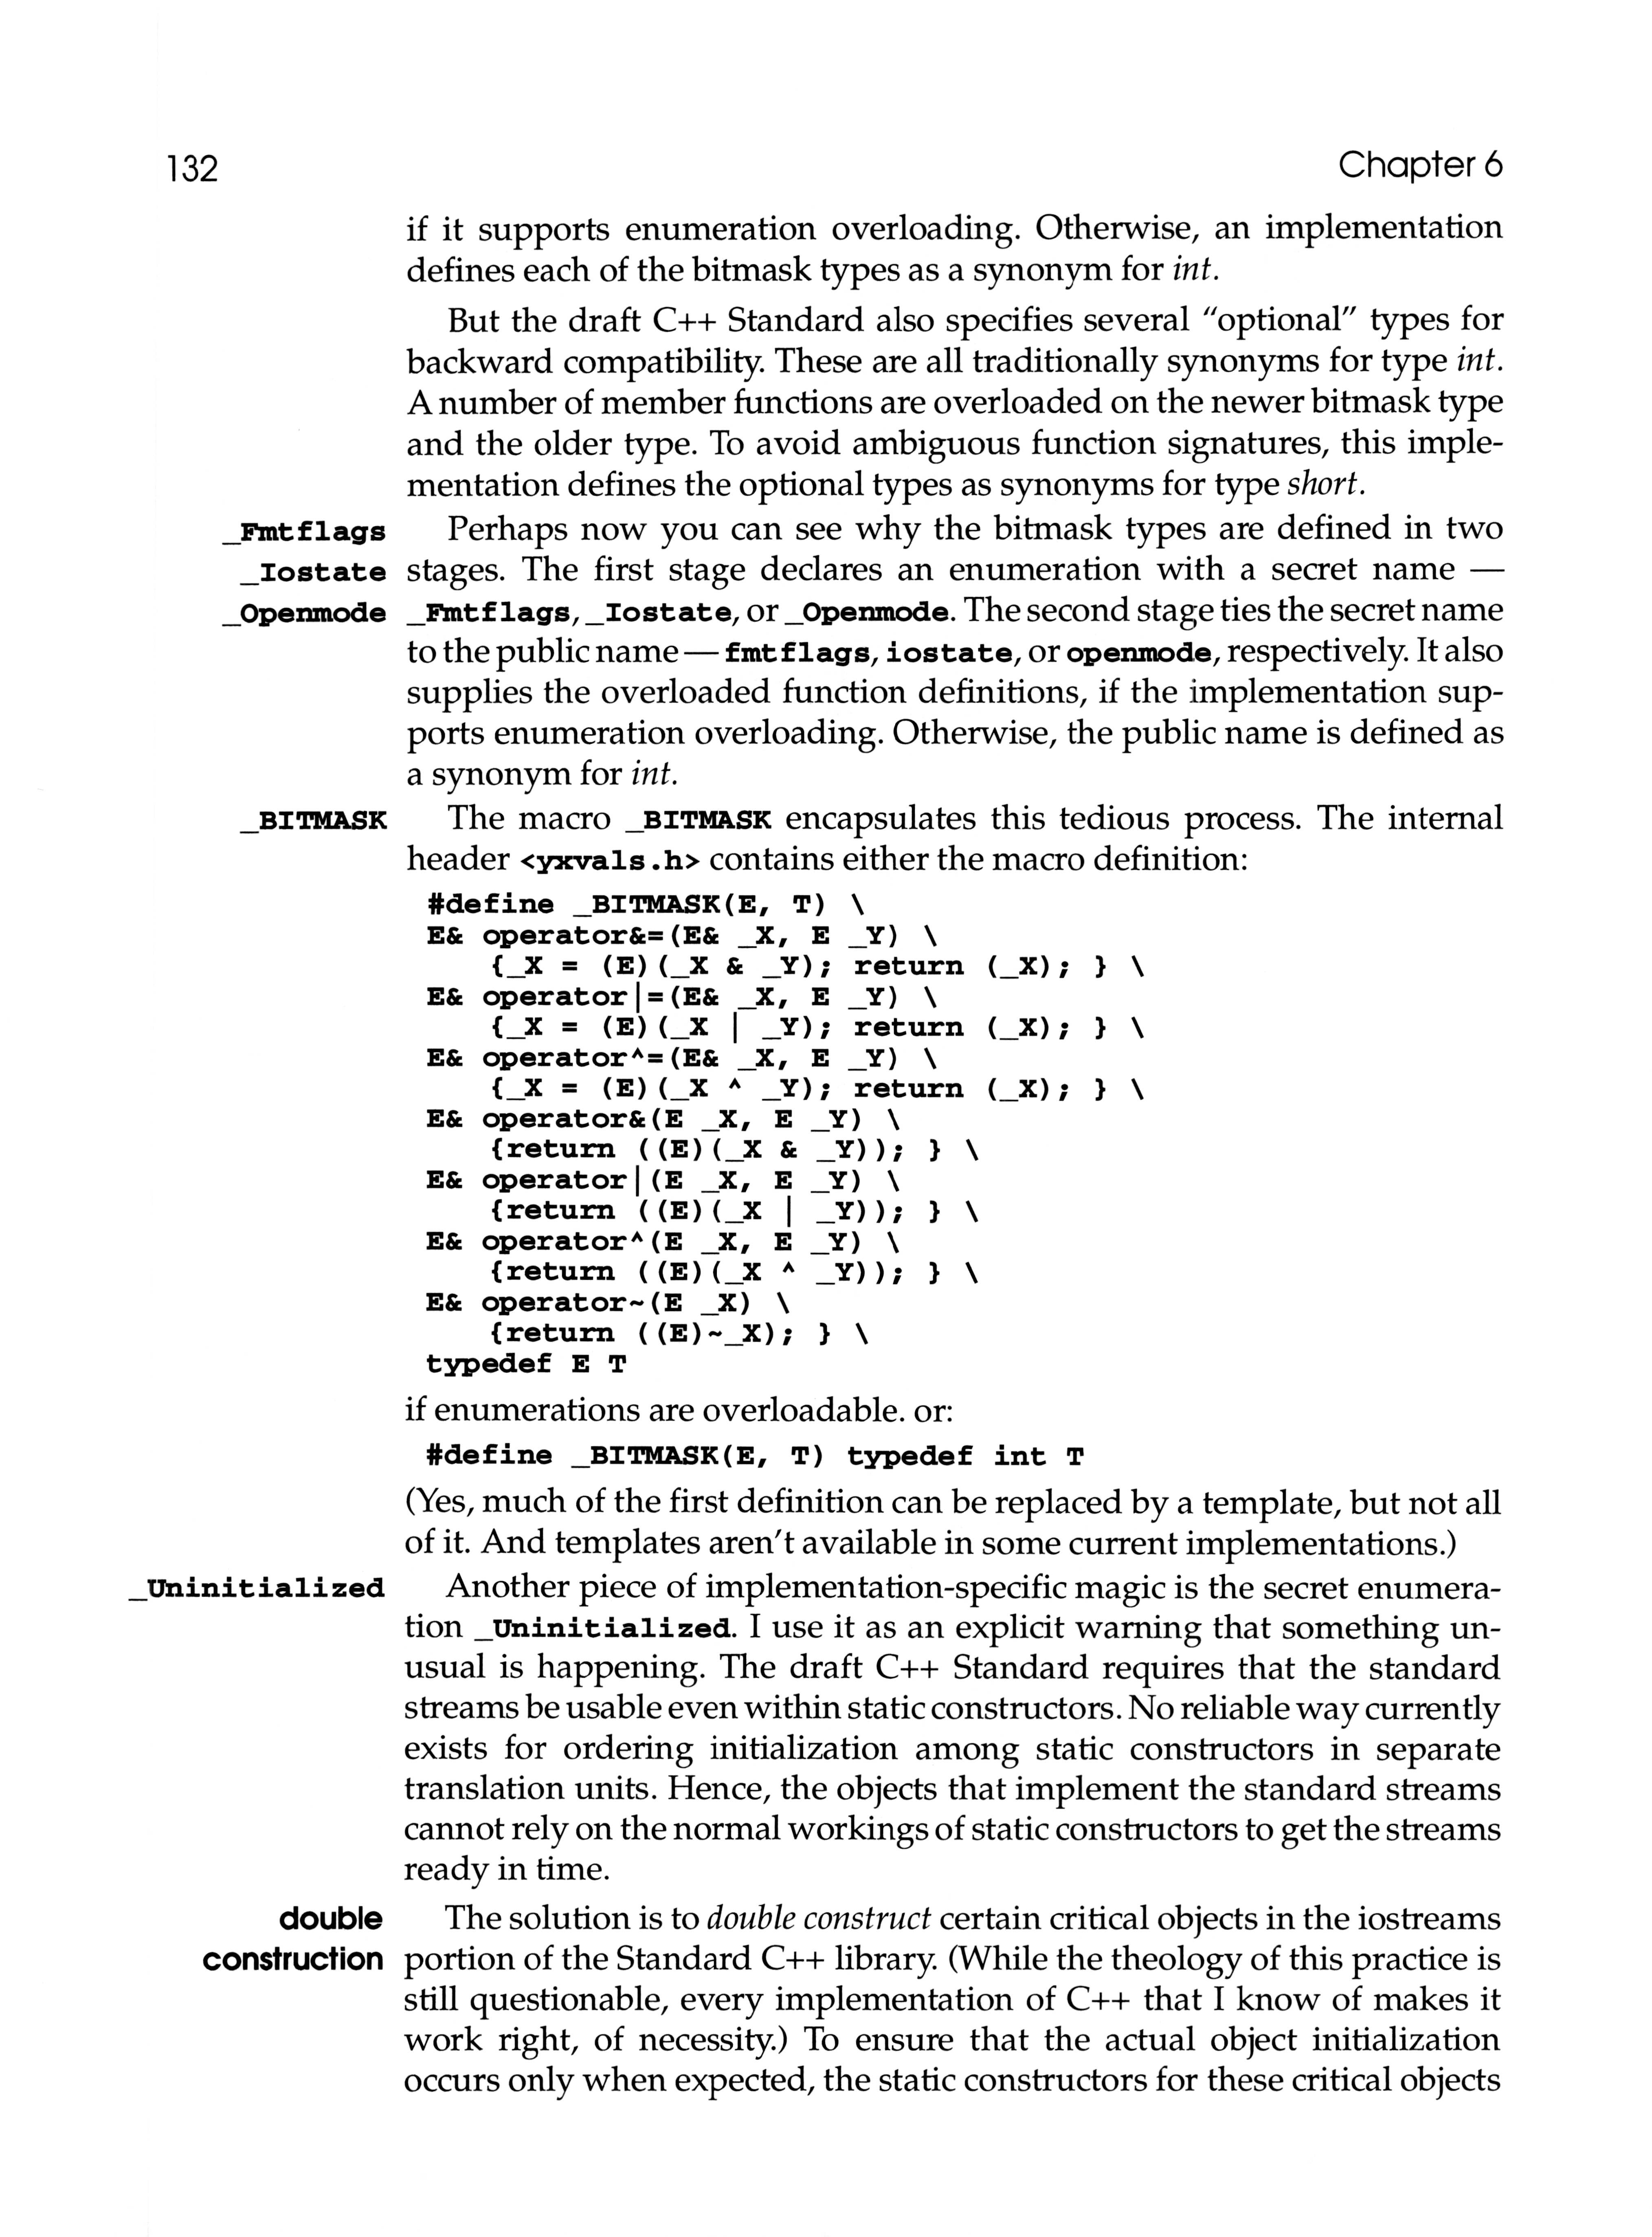 132
Chapter 6
if it supports enumeration overloading. Otherwise, an implementation
defines each of the bitmask types as a synonym for int.
But the draft C++ Standard also specifies several "optional" types for
backward compatibility. These are all traditionally synonyms for type int.
A number of member functions are overloaded on the newer bitmask type
and the older type. To avoid ambiguous function signatures, this imple-
mentation defines the optional types as synonyms for type short.
_Fmtflags Perhaps now you can see why the bitmask types are defined in two
_Iostate stages. The first stage declares an enumeration with a secret name —
_Openmode _Fmtflags, _Iostate, or _Openmode. The second stage ties the secret name
to the public name — fmtflags, iostate, or openmode, respectively. It also
supplies the overloaded function definitions, if the implementation sup-
ports enumeration overloading. Otherwise, the public name is defined as
a synonym for int.
_BITMASK The macro _BITMASK encapsulates this tedious process. The internal
header <yxvals.h> contains either the macro definition:
#define _BITMASK(E, T) \
E& operator&=(E& _X, E _Y) \
{_X = (E)(_X & _Y); return (_X); } \
E& operator|=(E& _X, E _Y) \
{_X = (E)(_X | _Y); return (_X); } \
E& operator^=(E& _X, E _Y) \
{_X = (E)(_X ^ _Y); return (_X); } \
E& operator&(E _X, E _Y) \
{return ((E)(_X & _Y)); } \
E& operator|(E _X, E _Y) \
{return ((E)(_X | _Y)); } \
E& operator^(E _X, E _Y) \
{return ((E)(_X ^ _Y)); } \
E& operator~(E _X) \
{return ((E)~_X); } \
typedef E T
if enumerations are overloadable. or:
#define _BITMASK(E, T) typedef int T
(Yes, much of the first definition can be replaced by a template, but not all
of it. And templates aren't available in some current implementations.)
_Uninitialized Another piece of implementation-specific magic is the secret enumera-
tion _Uninitialized. I use it as an explicit warning that something un-
usual is happening. The draft C++ Standard requires that the standard
streams be usable even within static constructors. No reliable way currently
exists for ordering initialization among static constructors in separate
translation units. Hence, the objects that implement the standard streams
cannot rely on the normal workings of static constructors to get the streams
ready in time.
double The solution is to double construct certain critical objects in the iostreams
construction portion of the Standard C++ library. (While the theology of this practice is
still questionable, every implementation of C++ that I know of makes it
work right, of necessity.) To ensure that the actual object initialization
occurs only when expected, the static constructors for these critical objects